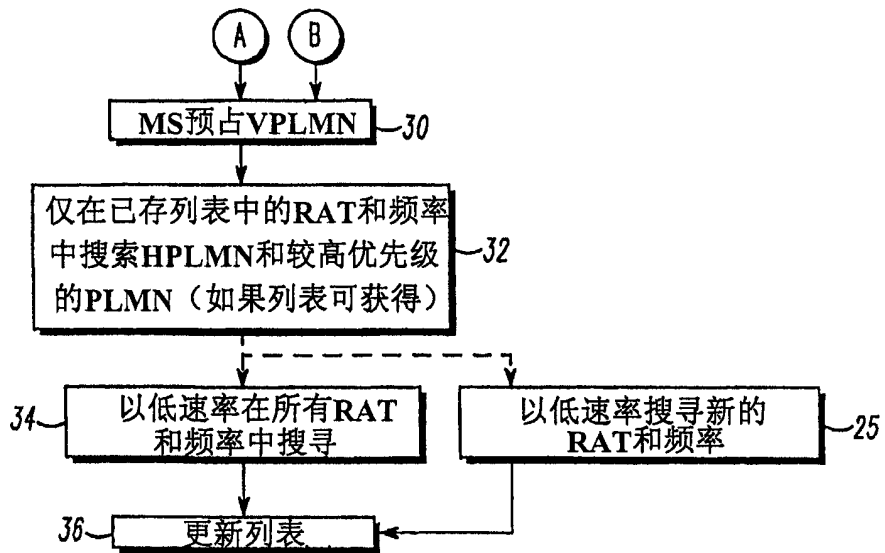 A B
MS预占VPLMN
30
仅在已存列表中的RAT和频率
中搜索HPLMN和较高优先级
的PLMN（如果列表可获得）
32
34
以低速率在所有RAT
和频率中搜寻
以低速率搜寻新的
RAT和频率
25
36
更新列表